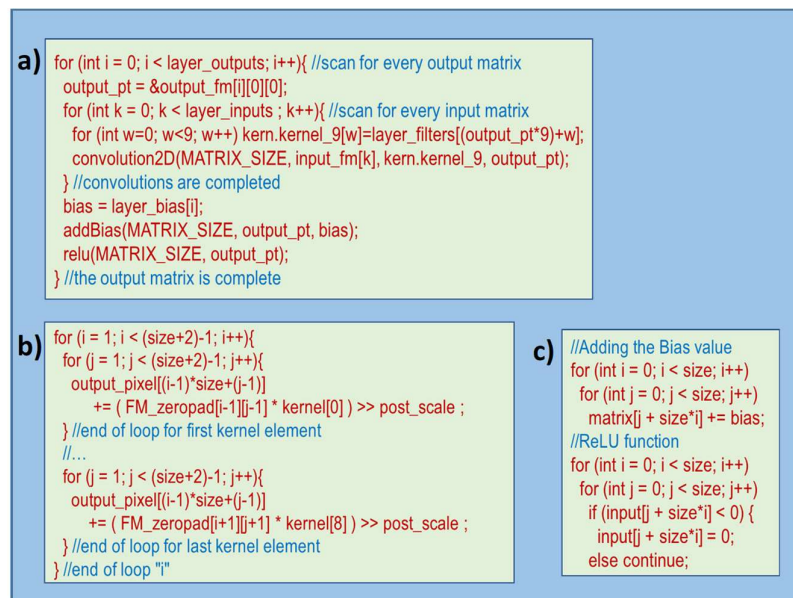 a)
for (int i = 0; i < layer_outputs; i++){ //scan for every output matrix
output_pt = &output_fm[i][0][0];
for (int k = 0; k < layer_inputs ; k++){ //scan for every input matrix
for (int w=0; w<9; w++) kern.kernel_9[w]=layer_filters[(output_pt*9)+w];
convolution2D(MATRIX_SIZE, input_fm[k], kern.kernel_9, output_pt);
} //convolutions are completed
bias = layer_bias[i];
addBias(MATRIX_SIZE, output_pt, bias);
relu(MATRIX_SIZE, output_pt);
} //the output matrix is complete
b)
for (i = 1; i < (size+2)-1; i++){
for (j = 1; j < (size+2)-1; j++){
output_pixel[(i-1)*size+(j-1)]
+= ( FM_zeropad[i-1][j-1] * kernel[0] ) >> post_scale ;
} //end of loop for first kernel element
//...
for (j = 1; j < (size+2)-1; j++){
output_pixel[(i-1)*size+(j-1)]
+= ( FM_zeropad[i+1][j+1] * kernel[8] ) >> post_scale ;
} //end of loop for last kernel element
} //end of loop "i"
c)
//Adding the Bias value
for (int i = 0; i < size; i++)
for (int j = 0; j < size; j++)
matrix[j + size*i] += bias;
//ReLU function
for (int i = 0; i < size; i++)
for (int j = 0; j < size; j++)
if (input[j + size*i] < 0) {
input[j + size*i] = 0;
else continue;